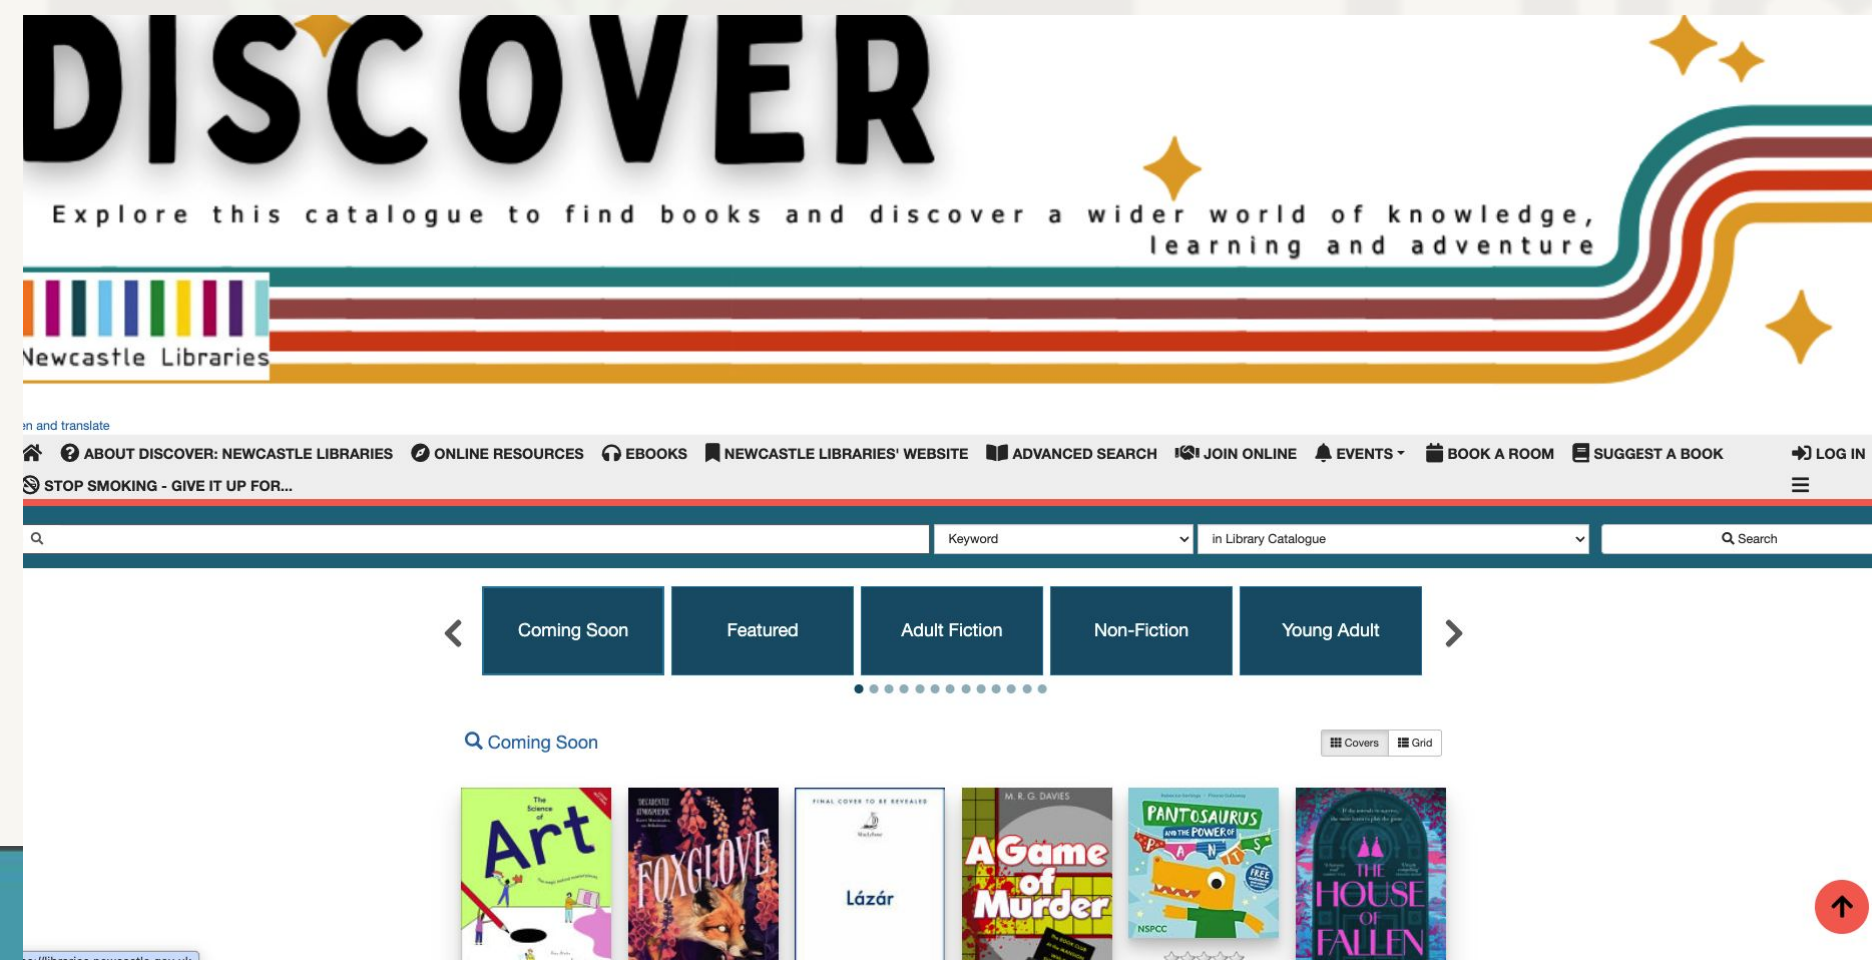 DISCOVER
Explore this catalogue to find books and discover a wider world of knowledge,
learning and adventure
Newcastle Libraries
en and translate
ABOUT DISCOVER: NEWCASTLE LIBRARIES ONLINE RESOURCES EBOOKS NEWCASTLE LIBRARIES' WEBSITE ADVANCED SEARCH JOIN ONLINE EVENTS BOOK A ROOM SUGGEST A BOOK LOG IN
STOP SMOKING - GIVE IT UP FOR...
Keyword in Library Catalogue Search
Coming Soon Featured Adult Fiction Non-Fiction Young Adult
Coming Soon Covers Grid
The
Science
of
Art
FOXGLOVE
FINAL COVER TO BE REVEALED
Lázár
M. R. G. DAVIES
A Game
of
Murder
PANTOSAURUS
AND THE POWER OF
PANTS
FREE
NSPCC
THE
HOUSE
OF
FALLEN